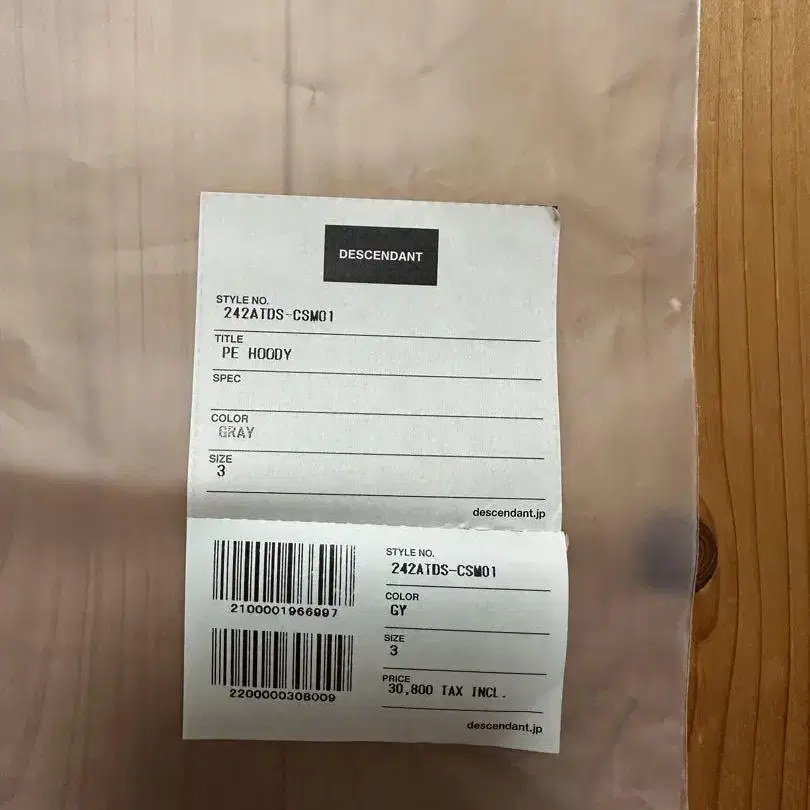 DESCENDANT
STYLE NO.
242ATDS-CSM01
TITLE
PE HOODY
SPEC
COLOR
GRAY
SIZE
3
descendant.jp
2100001966997
2200000308009
STYLE NO.
242ATDS-CSM01
COLOR
GY
SIZE
3
PRICE
30,800 TAX INCL.
descendant.jp